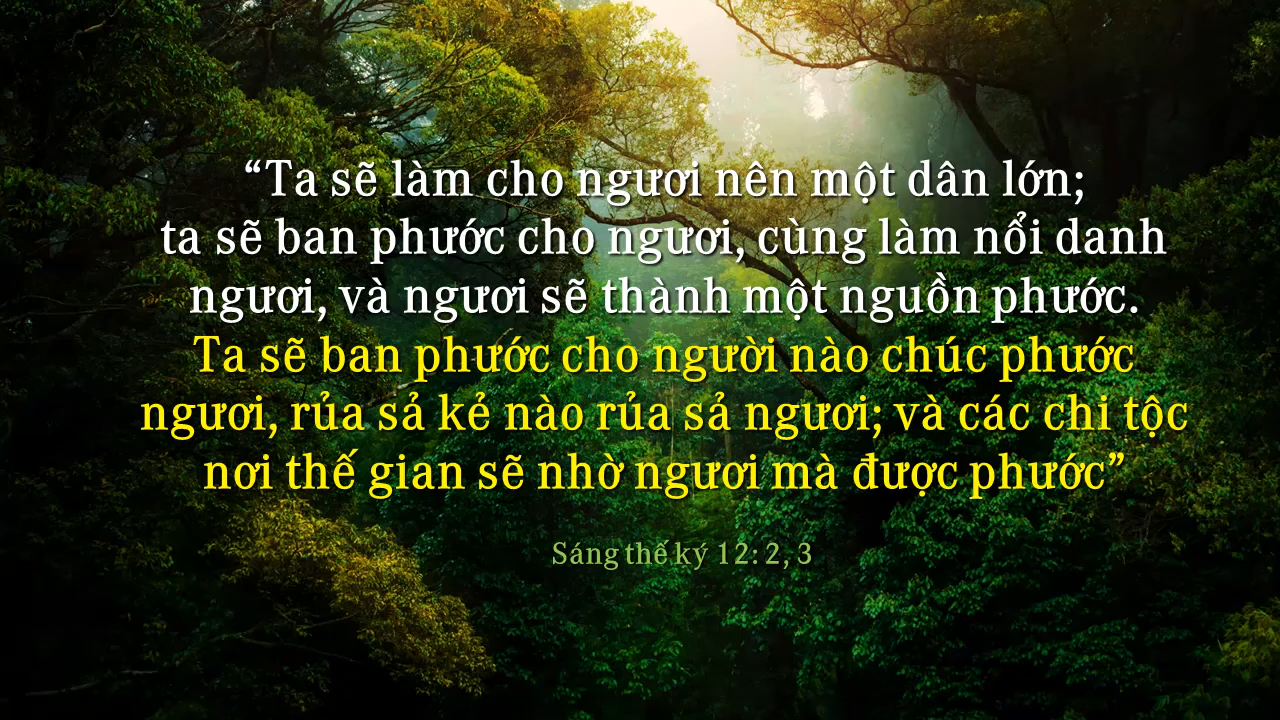 “Ta sẽ làm cho ngươi nên một dân lớn;
ta sẽ ban phước cho ngươi, cùng làm nổi danh
ngươi, và ngươi sẽ thành một nguồn phước.
Ta sẽ ban phước cho người nào chúc phước
ngươi, rủa sả kẻ nào rủa sả ngươi; và các chi tộc
nơi thế gian sẽ nhờ ngươi mà được phước”
Sáng thế ký 12: 2, 3